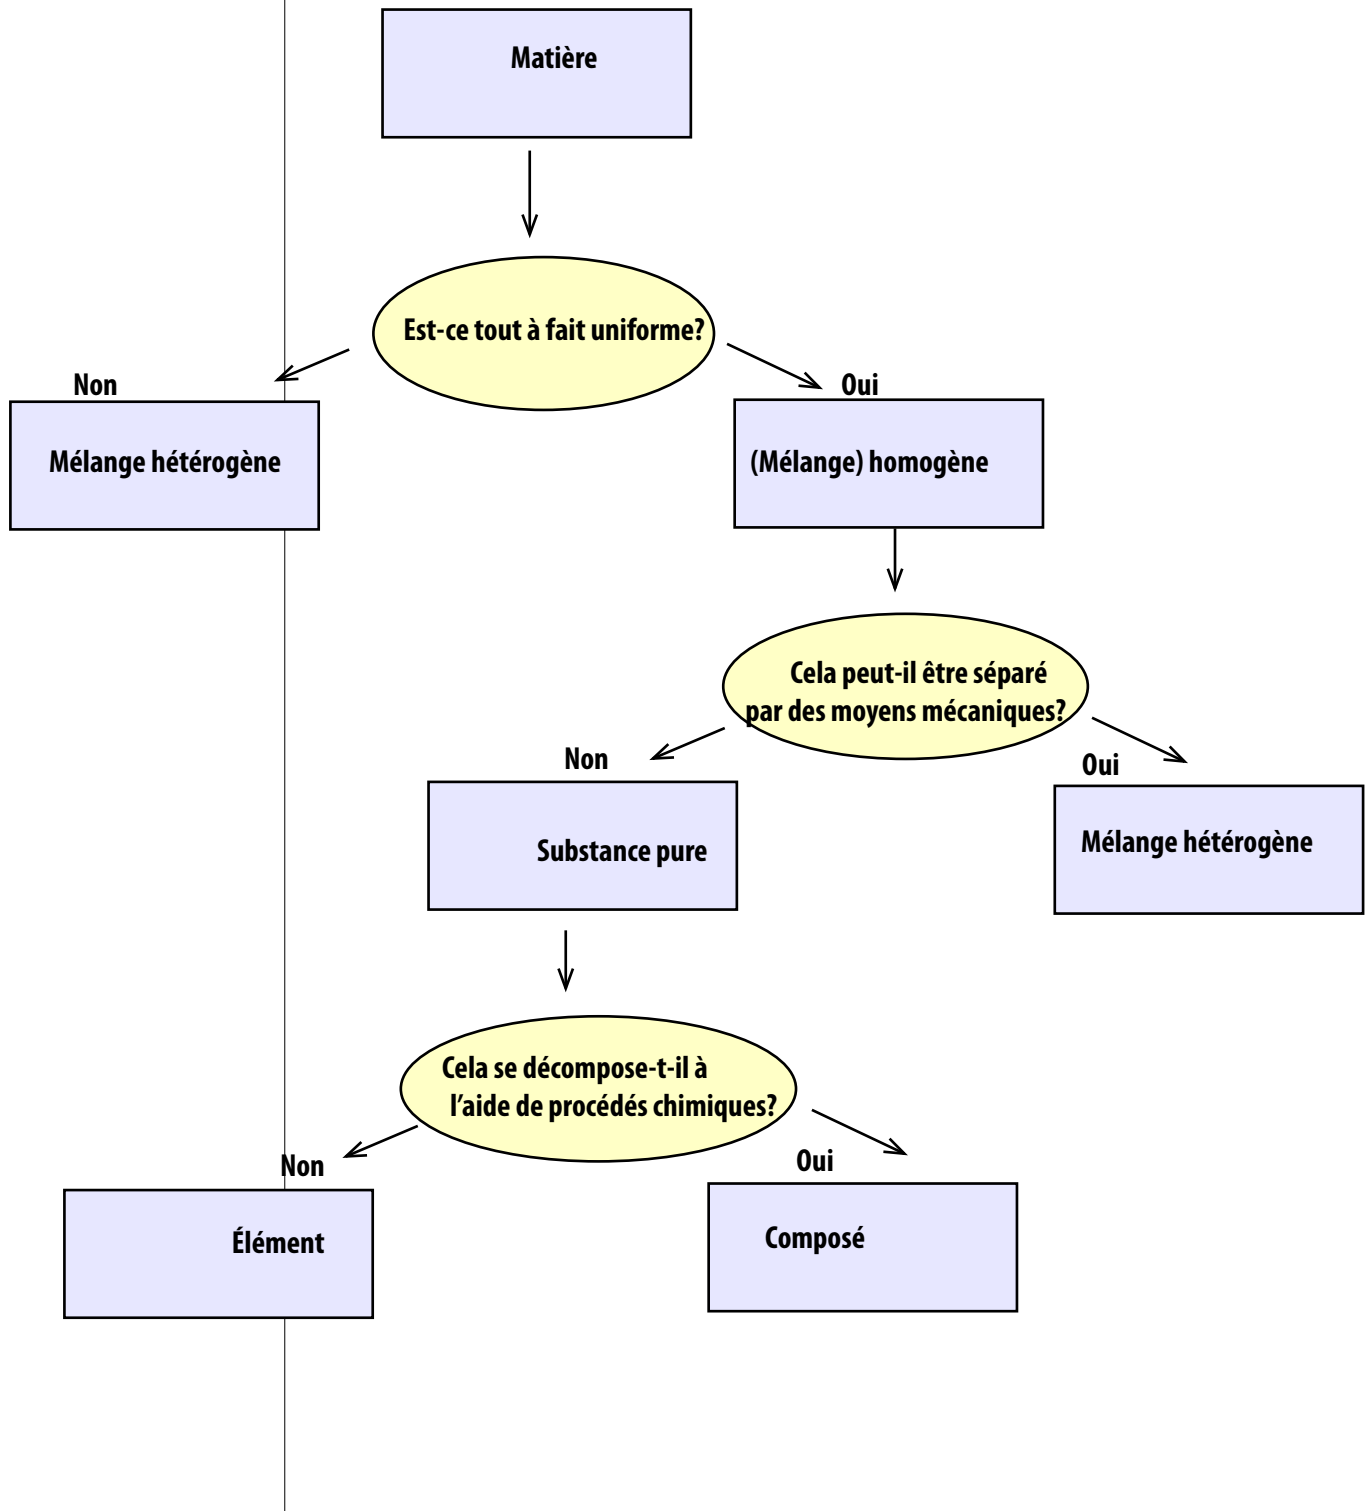 Matière
Est-ce tout à fait uniforme?
Non
Oui
Mélange hétérogène
(Mélange) homogène
Cela peut-il être séparé
par des moyens mécaniques?
Non
Oui
Substance pure
Mélange hétérogène
Cela se décompose-t-il à
l'aide de procédés chimiques?
Non
Oui
Élément
Composé